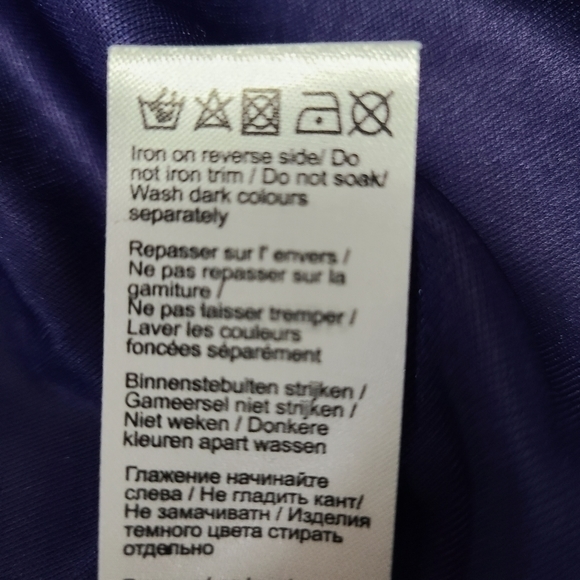 Iron on reverse side/ Do
not iron trim / Do not soak/
Wash dark colours
separately
Repasser sur l' envers /
Ne pas repasser sur la
garniture /
Ne pas laisser tremper /
Laver les couleurs
foncées séparément
Binnenstebuiten strijken /
Gameersel niet strijken /
Niet weken / Donkere
kleuren apart wassen
Глажение начинайте
слева / Не гладить кант/
Не замачивати / Изделия
темного цвета стирать
отдельно